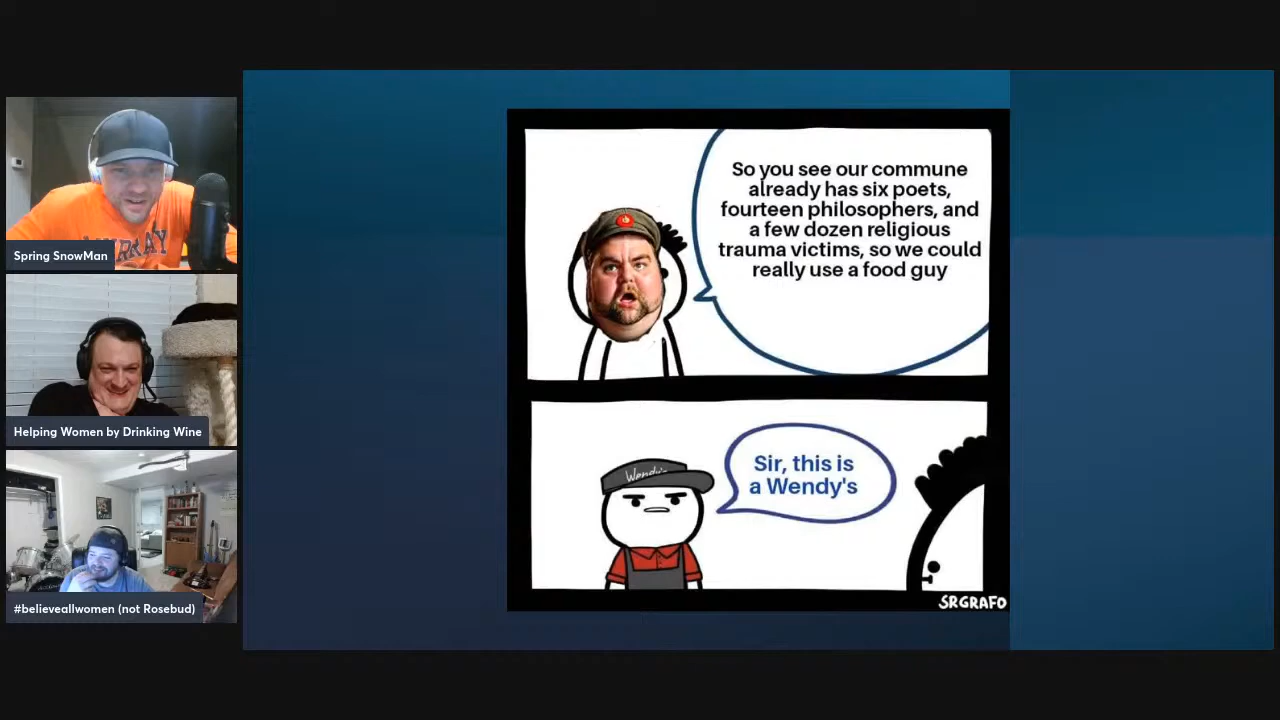 MURRAY
Spring SnowMan
Helping Women by Drinking Wine
#believeallwomen (not Rosebud)
So you see our commune
already has six poets,
fourteen philosophers, and
a few dozen religious
trauma victims, so we could
really use a food guy
Wendy's
Sir, this is
a Wendy's
SRGRAFO